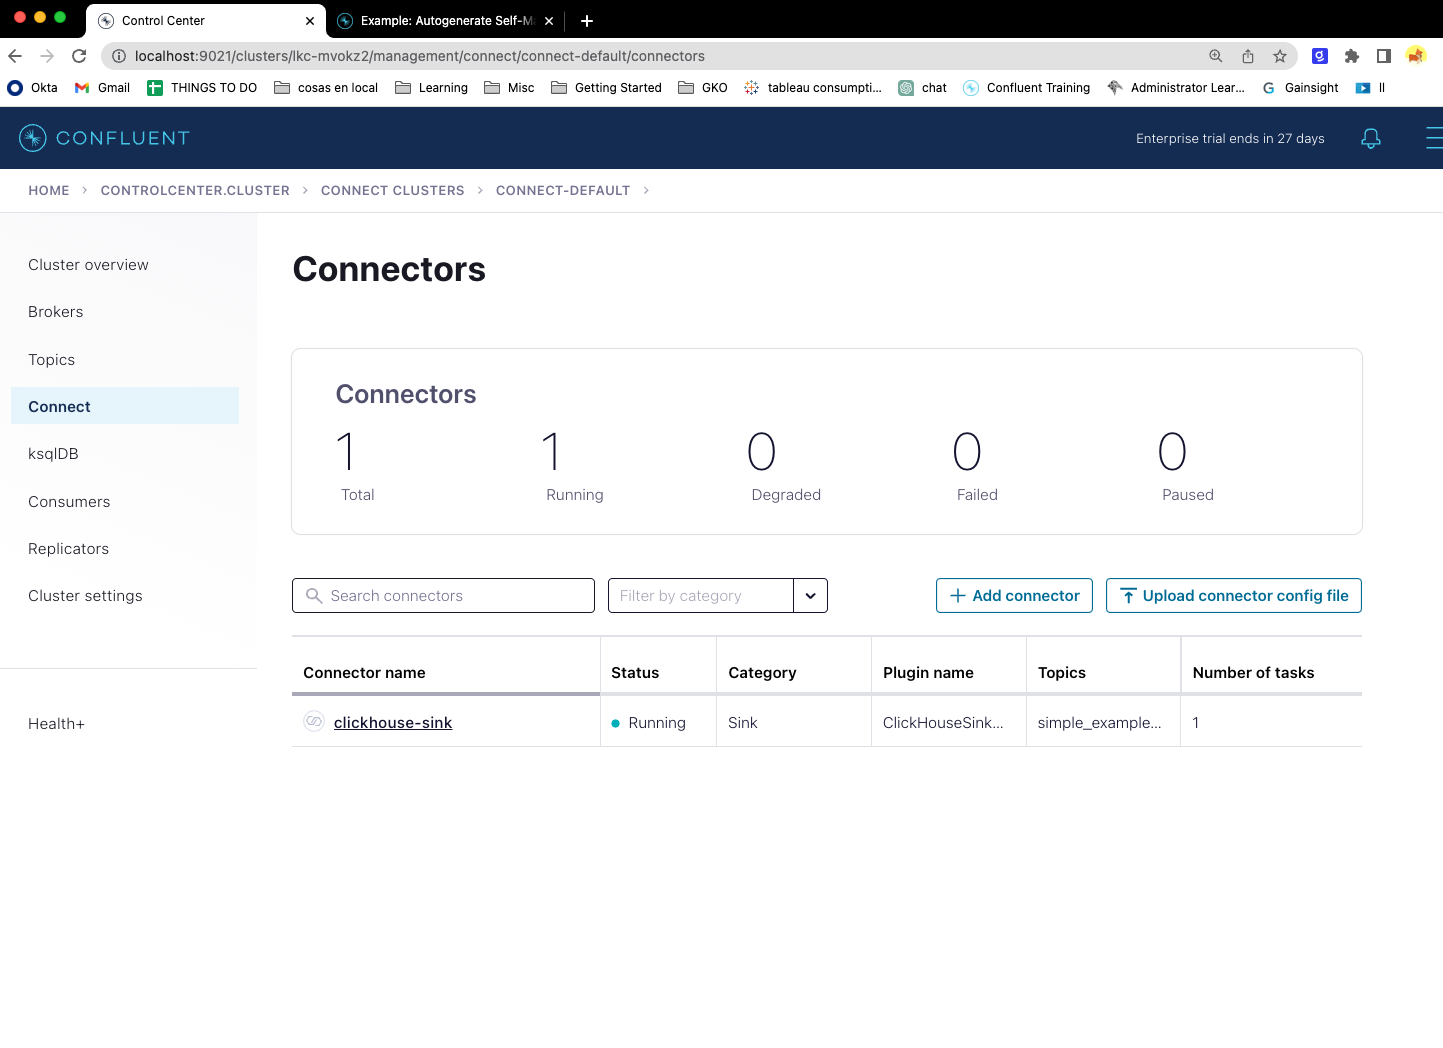 Control Center
Example: Autogenerate Self-Ma
localhost:9021/clusters/lkc-mvokz2/management/connect/connect-default/connectors
Okta Gmail THINGS TO DO cosas en local Learning Misc Getting Started GKO tableau consumpti... chat Confluent Training Administrator Lear... Gainsight II
CONFLUENT
Enterprise trial ends in 27 days
HOME > CONTROLCENTER.CLUSTER > CONNECT CLUSTERS > CONNECT-DEFAULT >
Cluster overview
Brokers
Topics
Connect
ksqlDB
Consumers
Replicators
Cluster settings
Health+
Connectors
Connectors
1 1 0 0 0
Total Running Degraded Failed Paused
Search connectors Filter by category Add connector Upload connector config file
Connector name Status Category Plugin name Topics Number of tasks
clickhouse-sink Running Sink ClickHouseSink... simple_example... 1